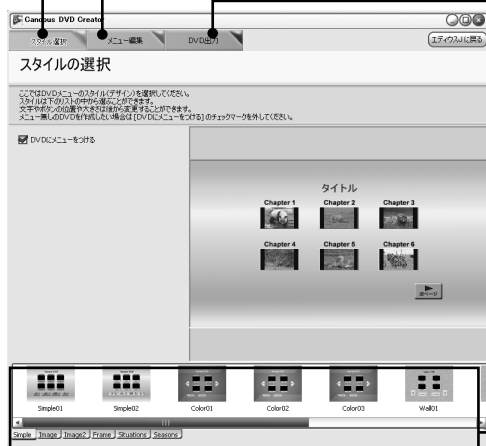 Canopus DVD Creator
スタイル選択
メニュー編集
DVD出力
エディウスJに戻る
スタイルの選択
ここではDVDメニューのスタイル(デザイン)を選択してください。
スタイルは下のリストの中から選ぶことができます。
文字やボタンの位置や大きさは後から変更することができます。
メニュー無しのDVDを作成したい場合は[DVDにメニューをつける]のチェックマークを外してください。
DVDにメニューをつける
タイトル
Chapter 1 Chapter 2 Chapter 3
Chapter 4 Chapter 5 Chapter 6
次ページ
Simple01 Simple02 Color01 Color02 Color03 Wall01
Simple Image Image2 Frame Situations Seasons